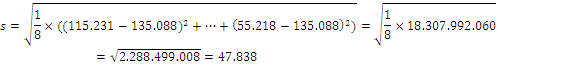 s = √(1/8 × ((115.231 − 135.088)² + ⋯ + (55.218 − 135.088)²)) = √(1/8 × 18.307.992.060)
= √2.288.499.008 = 47.838